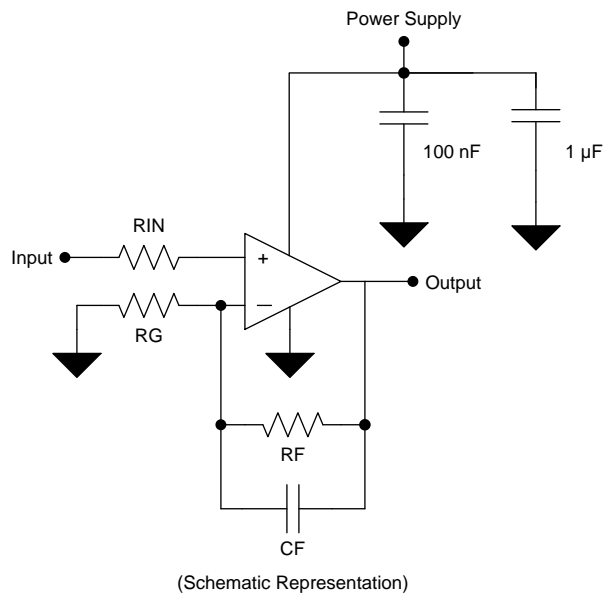 Power Supply
100 nF
1 µF
RIN
Input
+
Output
−
RG
RF
CF
(Schematic Representation)